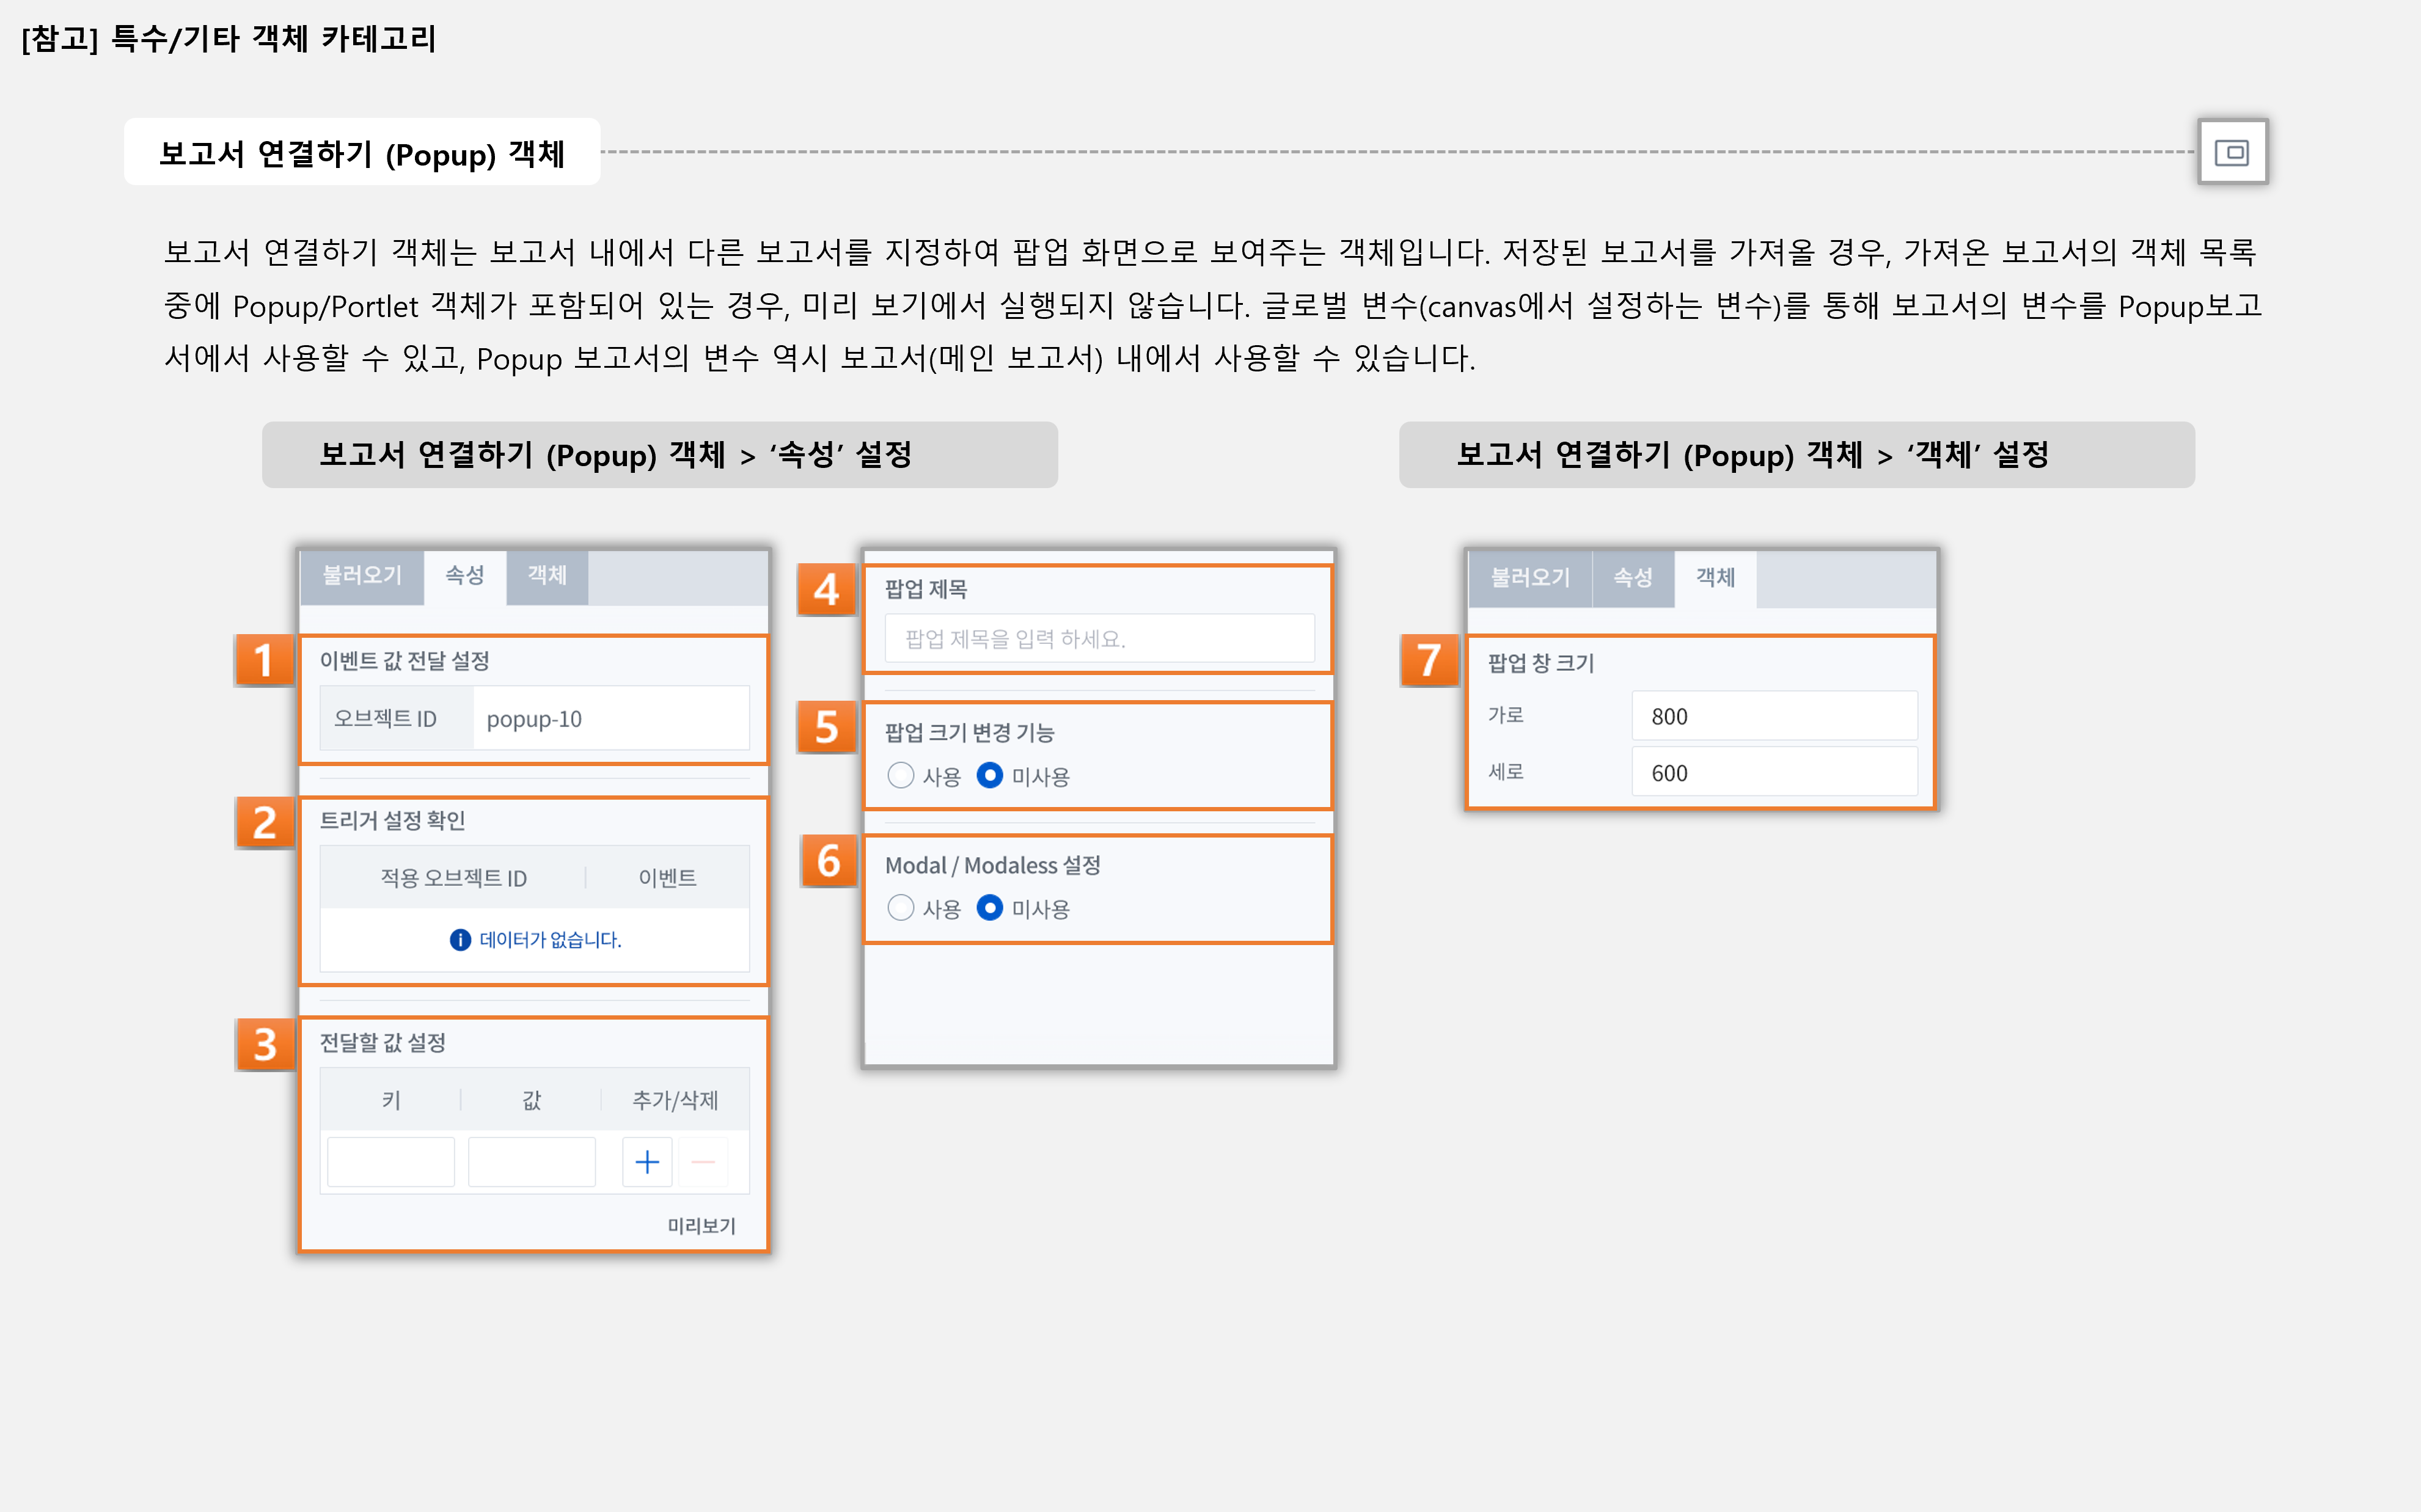 [참고] 특수/기타 객체 카테고리
보고서 연결하기 (Popup) 객체
보고서 연결하기 객체는 보고서 내에서 다른 보고서를 지정하여 팝업 화면으로 보여주는 객체입니다. 저장된 보고서를 가져올 경우, 가져온 보고서의 객체 목록
중에 Popup/Portlet 객체가 포함되어 있는 경우, 미리 보기에서 실행되지 않습니다. 글로벌 변수(canvas에서 설정하는 변수)를 통해 보고서의 변수를 Popup보고
서에서 사용할 수 있고, Popup 보고서의 변수 역시 보고서(메인 보고서) 내에서 사용할 수 있습니다.
보고서 연결하기 (Popup) 객체 > ‘속성’ 설정
불러오기 속성 객체
1
이벤트 값 전달 설정
오브젝트 ID popup-10
2
트리거 설정 확인
적용 오브젝트 ID 이벤트
데이터가 없습니다.
3
전달할 값 설정
키 값 추가/삭제
미리보기
4
팝업 제목
팝업 제목을 입력 하세요.
5
팝업 크기 변경 기능
사용 미사용
6
Modal / Modaless 설정
사용 미사용
보고서 연결하기 (Popup) 객체 > ‘객체’ 설정
불러오기 속성 객체
7
팝업 창 크기
가로 800
세로 600